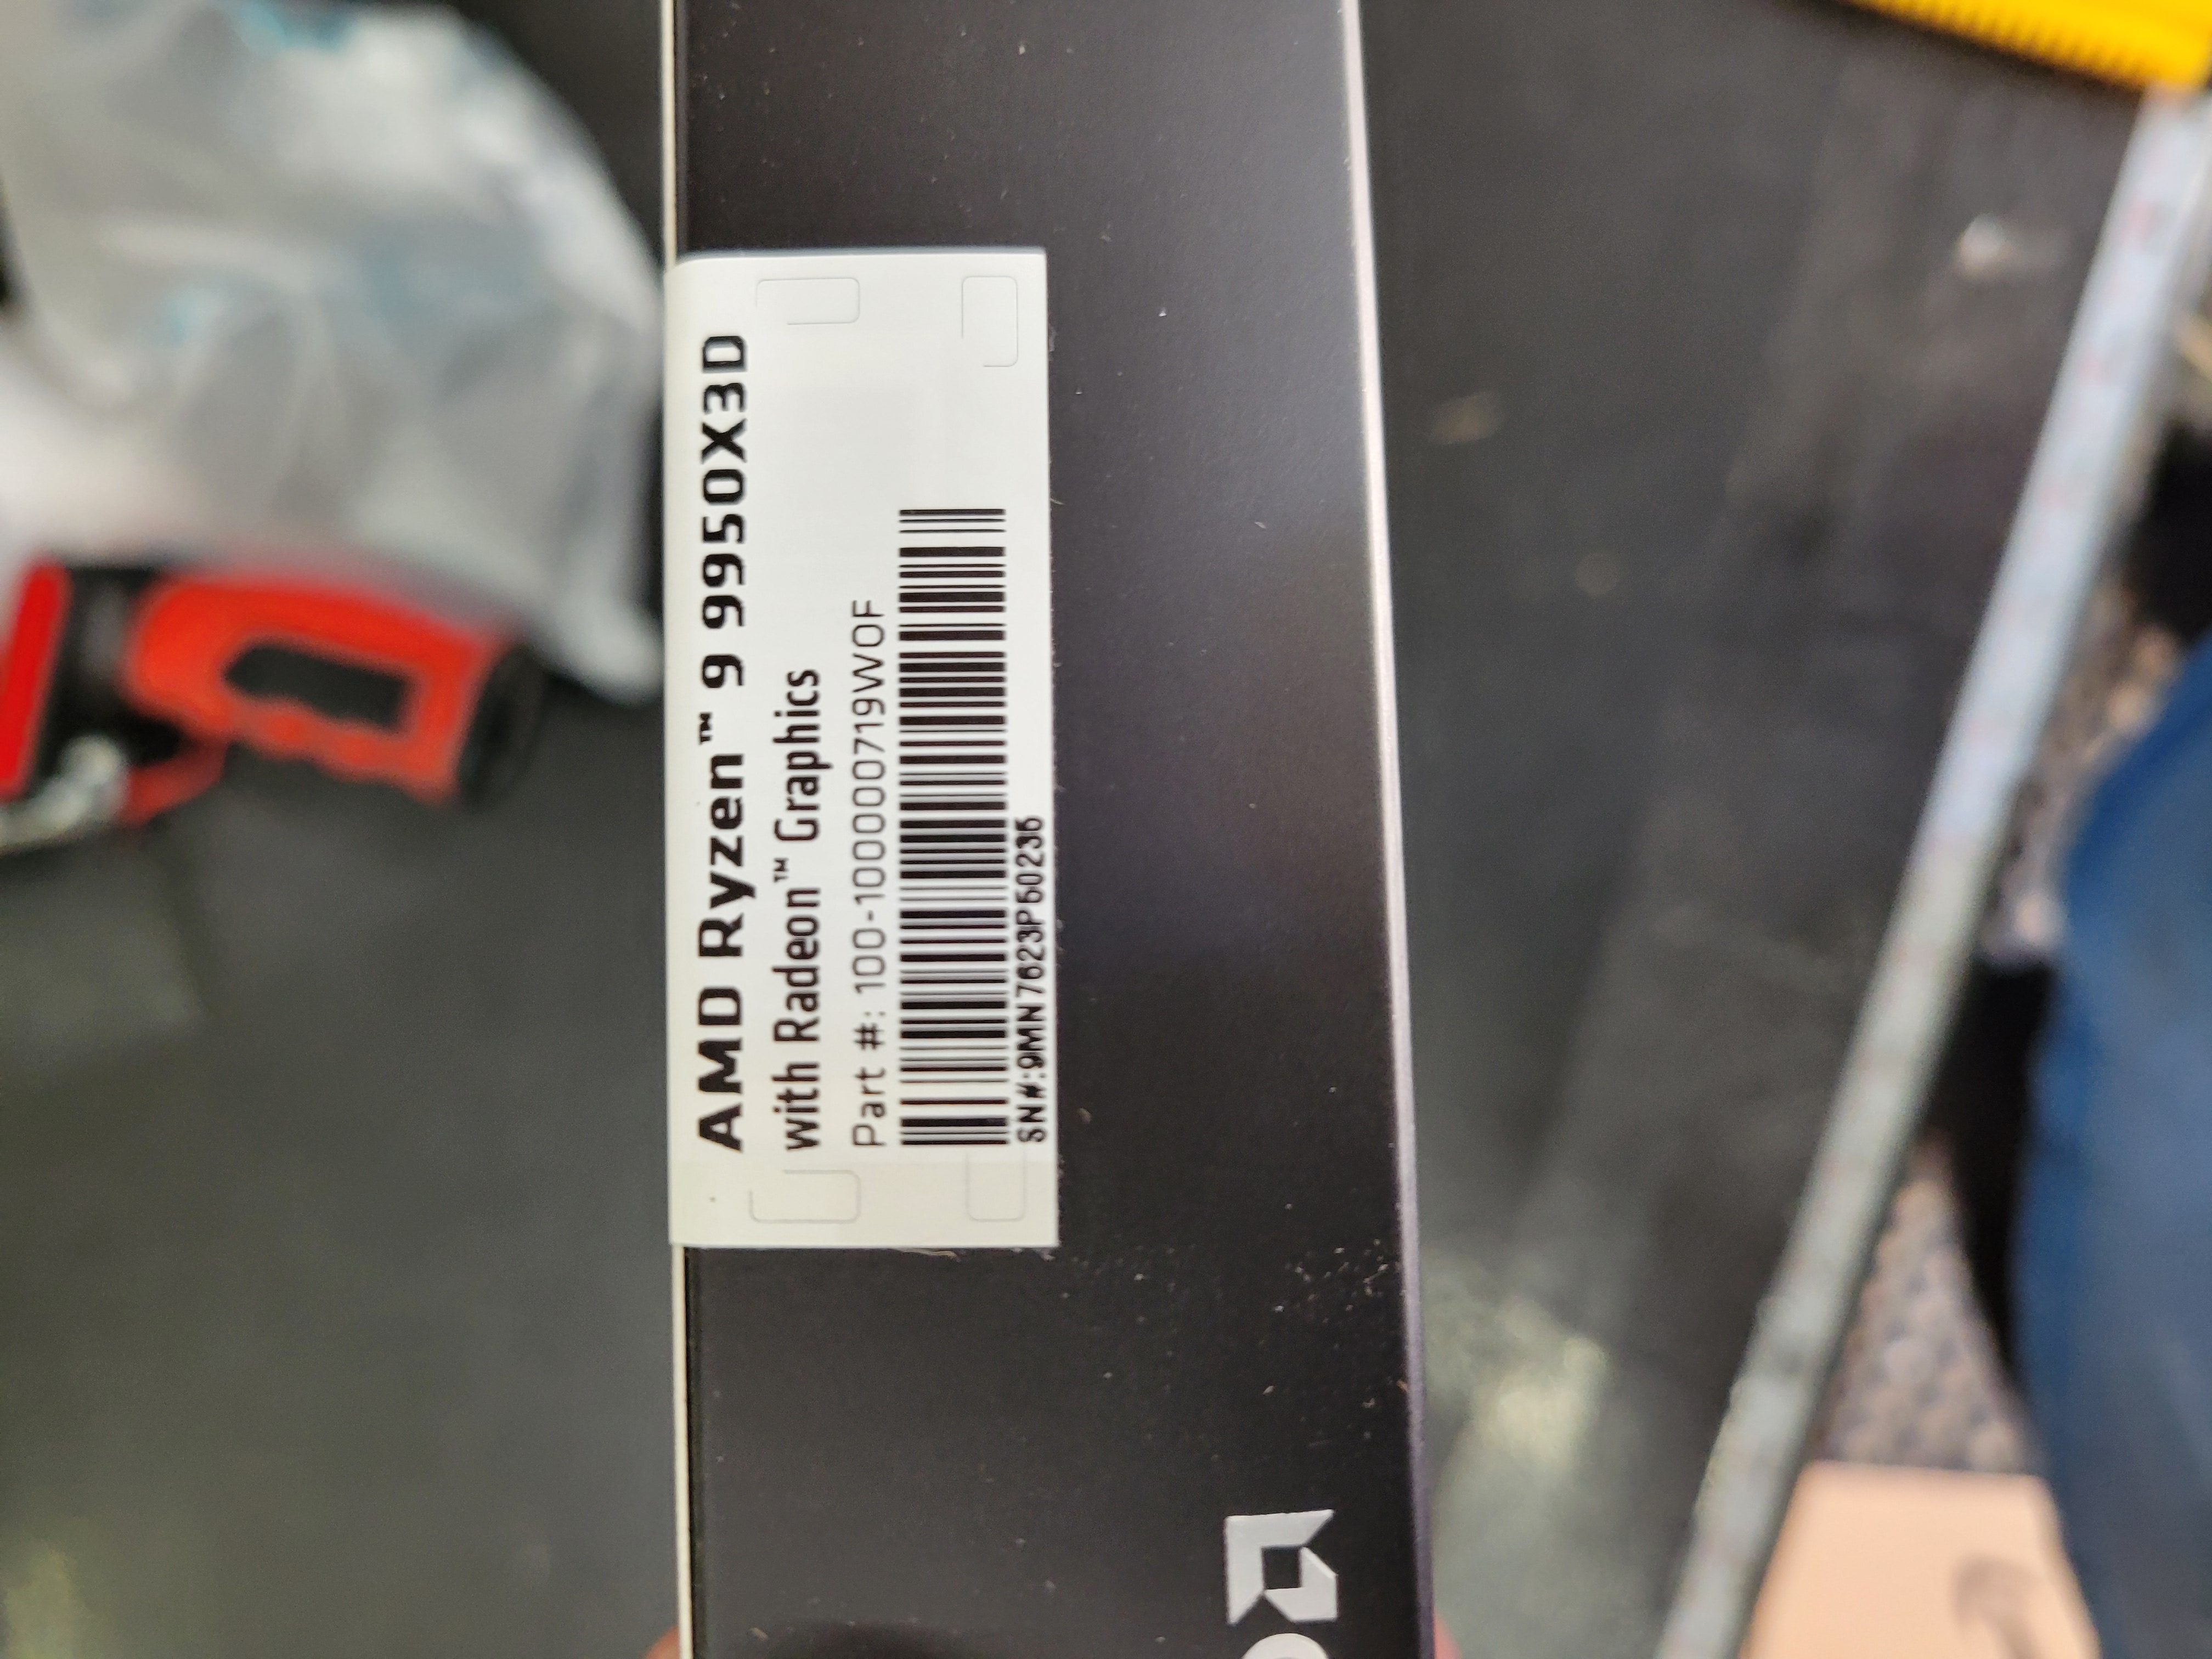 AMD Ryzen™ 9 9950X3D
with Radeon™ Graphics
Part #: 100-100000719WOF
SN#:9MN7623P50236